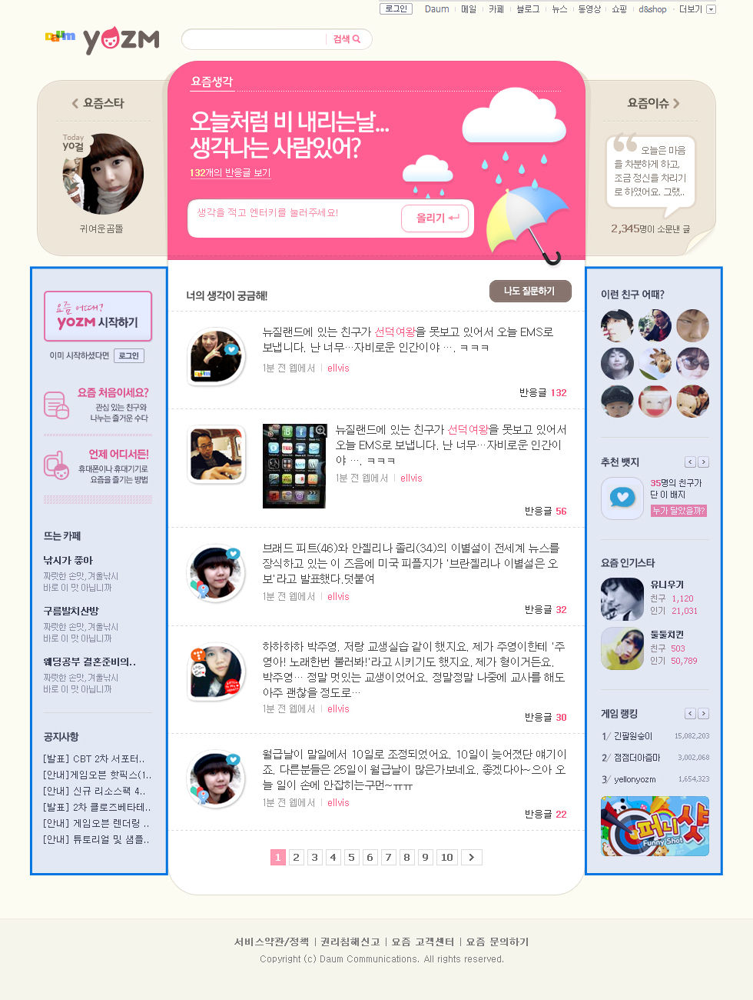 로그인 Daum 메일 카페 블로그 뉴스 동영상 쇼핑 d&shop 더보기
Daum yozm
검색
요즘스타
Today
yo걸
귀여운곰돌
요즘생각
오늘처럼 비 내리는날...
생각나는 사람있어?
132개의 반응글 보기
생각을 적고 엔터키를 눌러주세요!
올리기
요즘이슈
오늘은 마음
을 차분하게 하고,
조금 정신을 차리기
로 하였어요. 그랬..
2,345명이 소문낸 글
요즘 어때?
yozm 시작하기
이미 시작하셨다면 로그인
요즘 처음이세요?
관심 있는 친구와
나누는 즐거운 수다
언제 어디서든!
휴대폰이나 휴대기기로
요즘을 즐기는 방법
뜨는 카페
낚시가 좋아
짜릿한 손맛,겨울낚시
바로 이 맛 아닙니까
구름발치산방
짜릿한 손맛,겨울낚시
바로 이 맛 아닙니까
웨딩공부 결혼준비의..
짜릿한 손맛,겨울낚시
바로 이 맛 아닙니까
공지사항
[발표] CBT 2차 서포터..
[안내]게임오븐 핫픽스(1..
[안내] 신규 리소스팩 4..
[발표] 2차 클로즈베타테..
[안내] 게임오븐 렌더링 ..
[안내] 튜토리얼 및 샘플..
너의 생각이 궁금해!
나도 질문하기
뉴질랜드에 있는 친구가 선덕여왕을 못보고 있어서 오늘 EMS로
보냅니다. 난 너무…자비로운 인간이야 …. ㅋㅋㅋ
1분 전 웹에서 | ellvis
반응글 132
뉴질랜드에 있는 친구가 선덕여왕을 못보고 있어서
오늘 EMS로 보냅니다. 난 너무…자비로운 인간이
야 …. ㅋㅋㅋ
1분 전 웹에서 | ellvis
반응글 56
브래드 피트(46)와 안젤리나 졸리(34)의 이별설이 전세계 뉴스를
장식하고 있는 이 즈음에 미국 피플지가 '브란젤리나 이별설은 오
보'라고 발표했다.덧붙여
1분 전 웹에서 | ellvis
반응글 32
하하하하 박주영. 저랑 교생실습 같이 했지요. 제가 주영이한테 '주
영아! 노래한번 불러봐!'라고 시키기도 했지요. 제가 형이거든요.
박주영… 정말 멋있는 교생이었어요. 정말정말 나중에 교사를 해도
아주 괜찮을 정도로…
1분 전 웹에서 | ellvis
반응글 30
월급날이 말일에서 10일로 조정되었어요. 10일이 늦어졌단 얘기이
죠. 다른분들은 25일이 월급날이 많은가보네요. 좋겠다아~으아 오
늘 일이 손에 안잡히는구먼~ㅠㅠ
1분 전 웹에서 | ellvis
반응글 22
1 2 3 4 5 6 7 8 9 10 >
이런 친구 어때?
추천 뱃지
35명의 친구가
단 이 배지
누가 달았을까?
요즘 인기스타
유니우기
친구 1,120
인기 21,031
둘둘치킨
친구 503
인기 50,789
게임 랭킹
1/ 긴팔원숭이 15,082,203
2/ 점점더아즘마 3,002,068
3/ yellonyozm 1,654,323
퍼니샷
Funny Shot
서비스약관/정책 | 권리침해신고 | 요즘 고객센터 | 요즘 문의하기
Copyright (c) Daum Communications. All rights reserved.